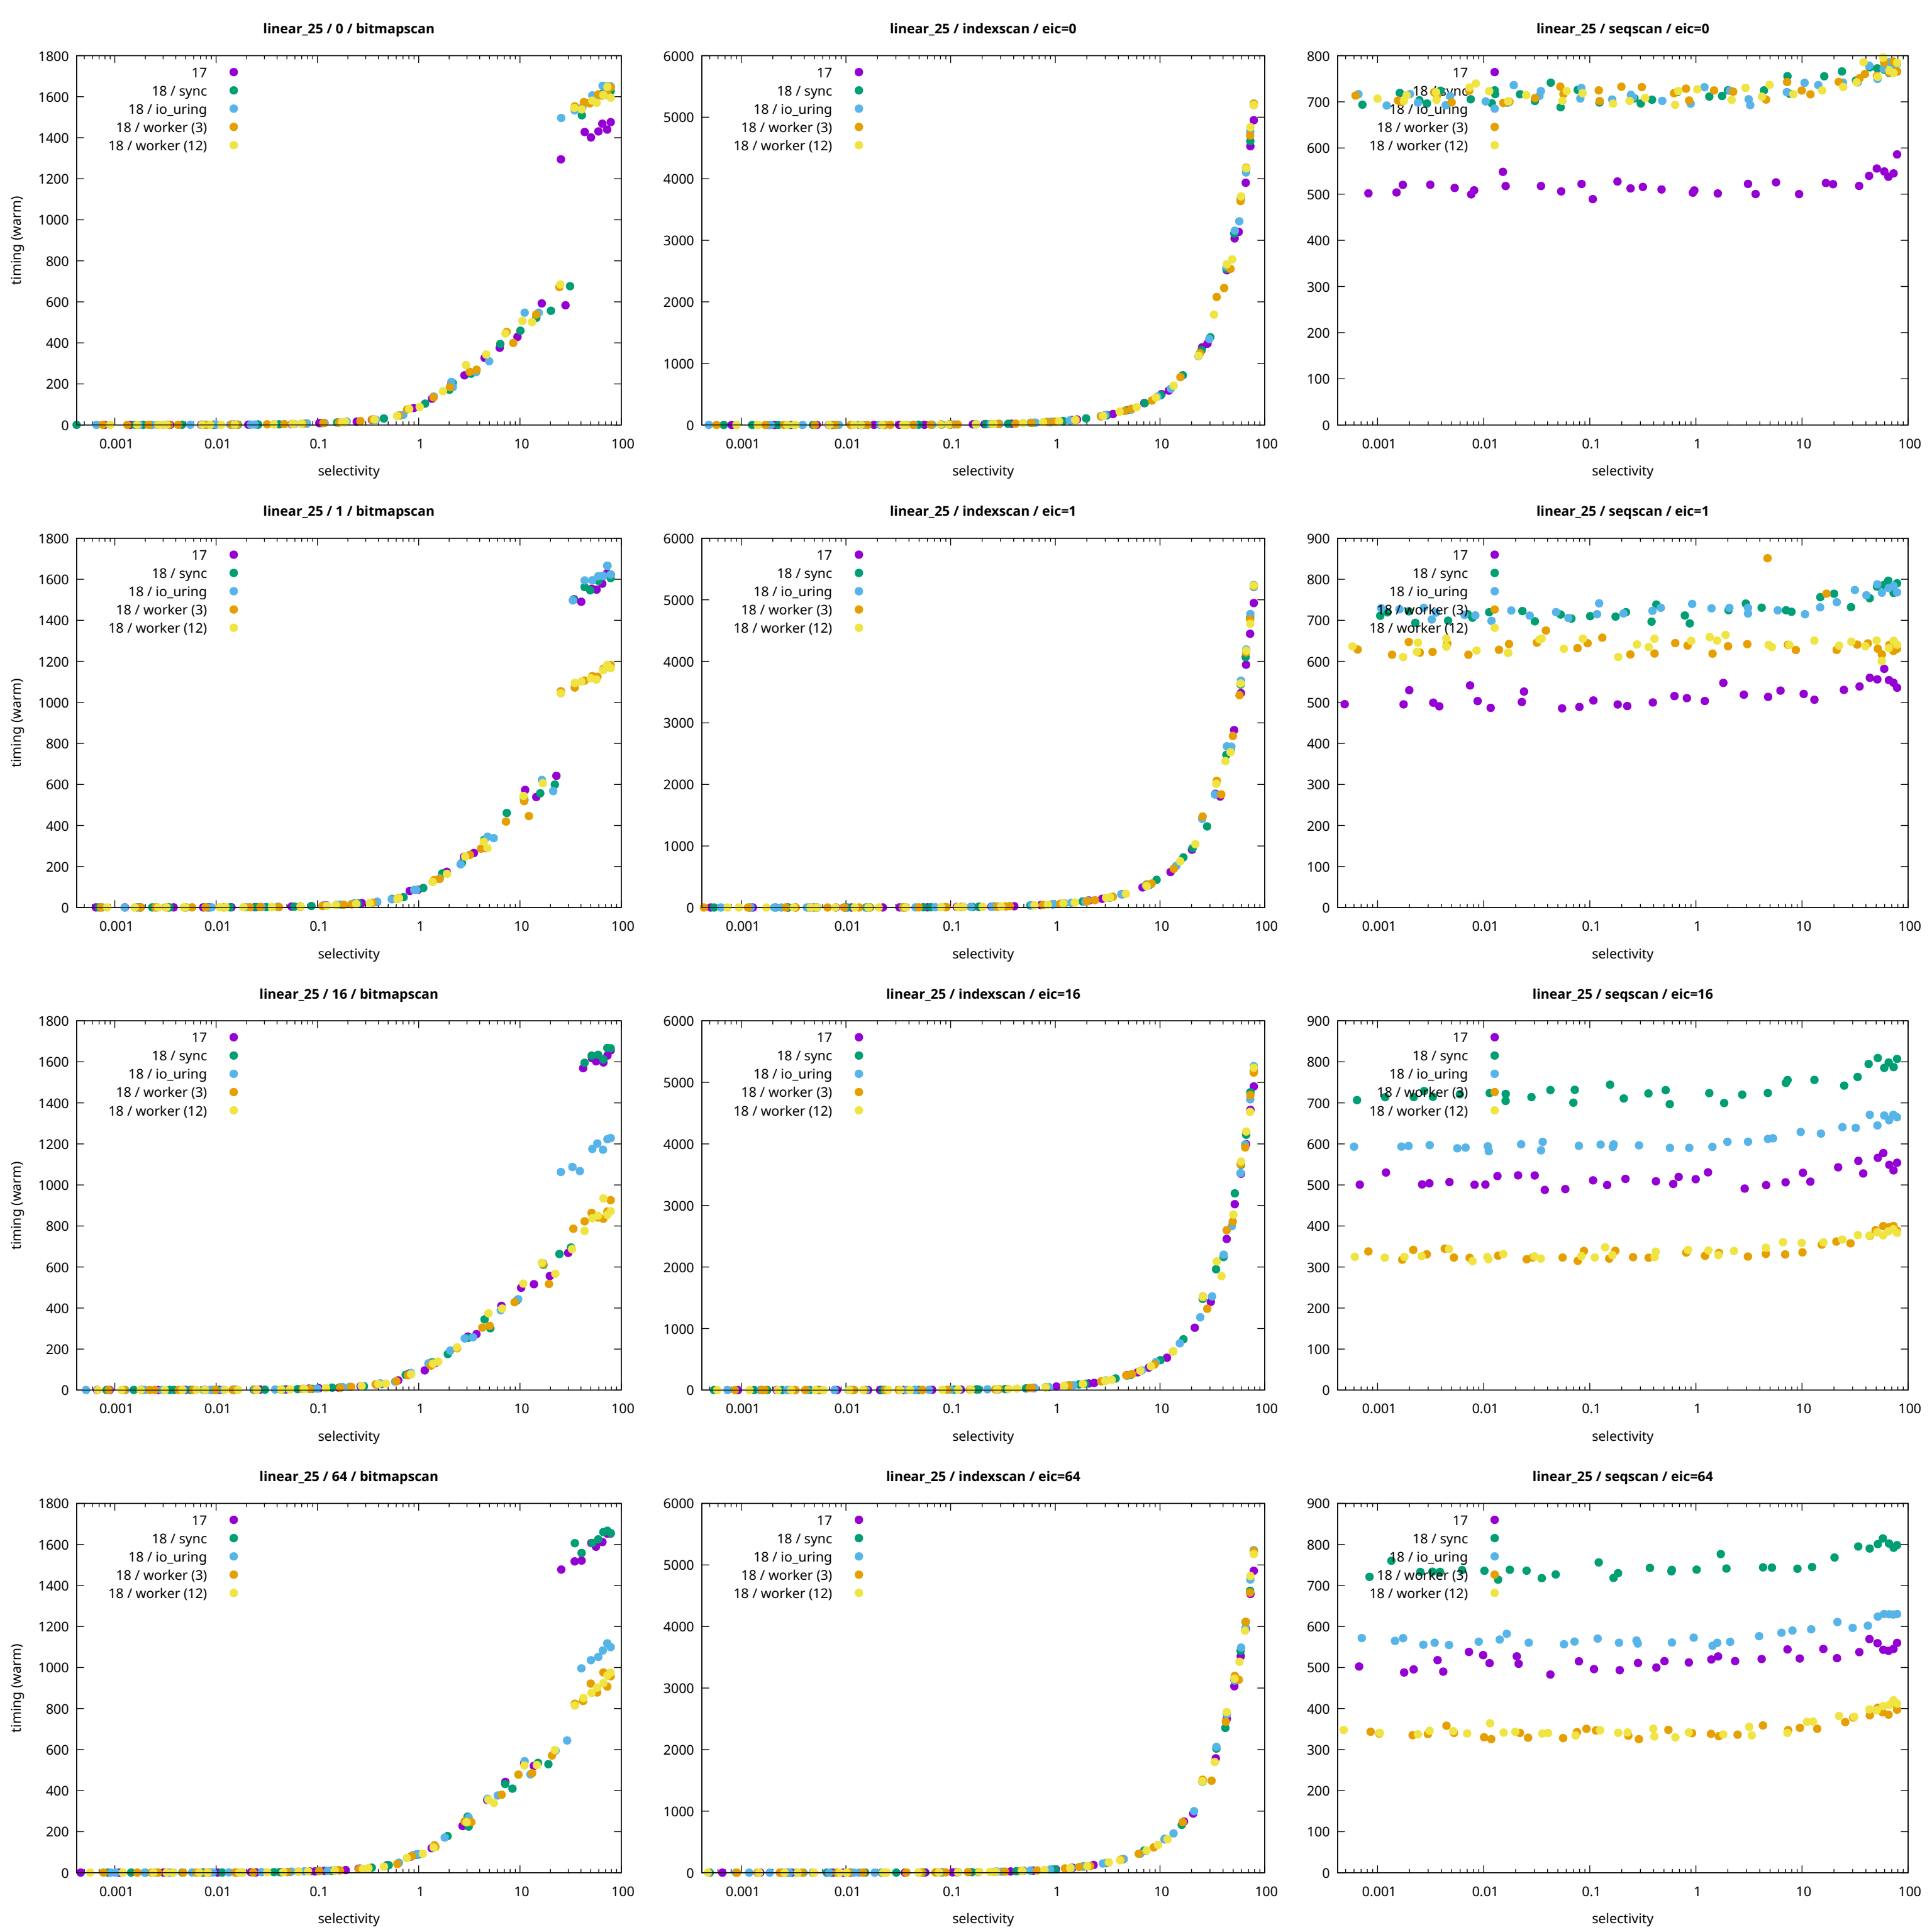 linear_25 / 0 / bitmapscan
1800
1600
1400
1200
1000
800
600
400
200
0
timing (warm)
17
18 / sync
18 / io_uring
18 / worker (3)
18 / worker (12)
0.001 0.01 0.1 1 10 100
selectivity
linear_25 / indexscan / eic=0
6000
5000
4000
3000
2000
1000
0
17
18 / sync
18 / io_uring
18 / worker (3)
18 / worker (12)
0.001 0.01 0.1 1 10 100
selectivity
linear_25 / seqscan / eic=0
800
700
600
500
400
300
200
100
0
17
18 / sync
18 / io_uring
18 / worker (3)
18 / worker (12)
0.001 0.01 0.1 1 10 100
selectivity
linear_25 / 1 / bitmapscan
1800
1600
1400
1200
1000
800
600
400
200
0
timing (warm)
17
18 / sync
18 / io_uring
18 / worker (3)
18 / worker (12)
0.001 0.01 0.1 1 10 100
selectivity
linear_25 / indexscan / eic=1
6000
5000
4000
3000
2000
1000
0
17
18 / sync
18 / io_uring
18 / worker (3)
18 / worker (12)
0.001 0.01 0.1 1 10 100
selectivity
linear_25 / seqscan / eic=1
900
800
700
600
500
400
300
200
100
0
17
18 / sync
18 / io_uring
18 / worker (3)
18 / worker (12)
0.001 0.01 0.1 1 10 100
selectivity
linear_25 / 16 / bitmapscan
1800
1600
1400
1200
1000
800
600
400
200
0
timing (warm)
17
18 / sync
18 / io_uring
18 / worker (3)
18 / worker (12)
0.001 0.01 0.1 1 10 100
selectivity
linear_25 / indexscan / eic=16
6000
5000
4000
3000
2000
1000
0
17
18 / sync
18 / io_uring
18 / worker (3)
18 / worker (12)
0.001 0.01 0.1 1 10 100
selectivity
linear_25 / seqscan / eic=16
900
800
700
600
500
400
300
200
100
0
17
18 / sync
18 / io_uring
18 / worker (3)
18 / worker (12)
0.001 0.01 0.1 1 10 100
selectivity
linear_25 / 64 / bitmapscan
1800
1600
1400
1200
1000
800
600
400
200
0
timing (warm)
17
18 / sync
18 / io_uring
18 / worker (3)
18 / worker (12)
0.001 0.01 0.1 1 10 100
selectivity
linear_25 / indexscan / eic=64
6000
5000
4000
3000
2000
1000
0
17
18 / sync
18 / io_uring
18 / worker (3)
18 / worker (12)
0.001 0.01 0.1 1 10 100
selectivity
linear_25 / seqscan / eic=64
900
800
700
600
500
400
300
200
100
0
17
18 / sync
18 / io_uring
18 / worker (3)
18 / worker (12)
0.001 0.01 0.1 1 10 100
selectivity